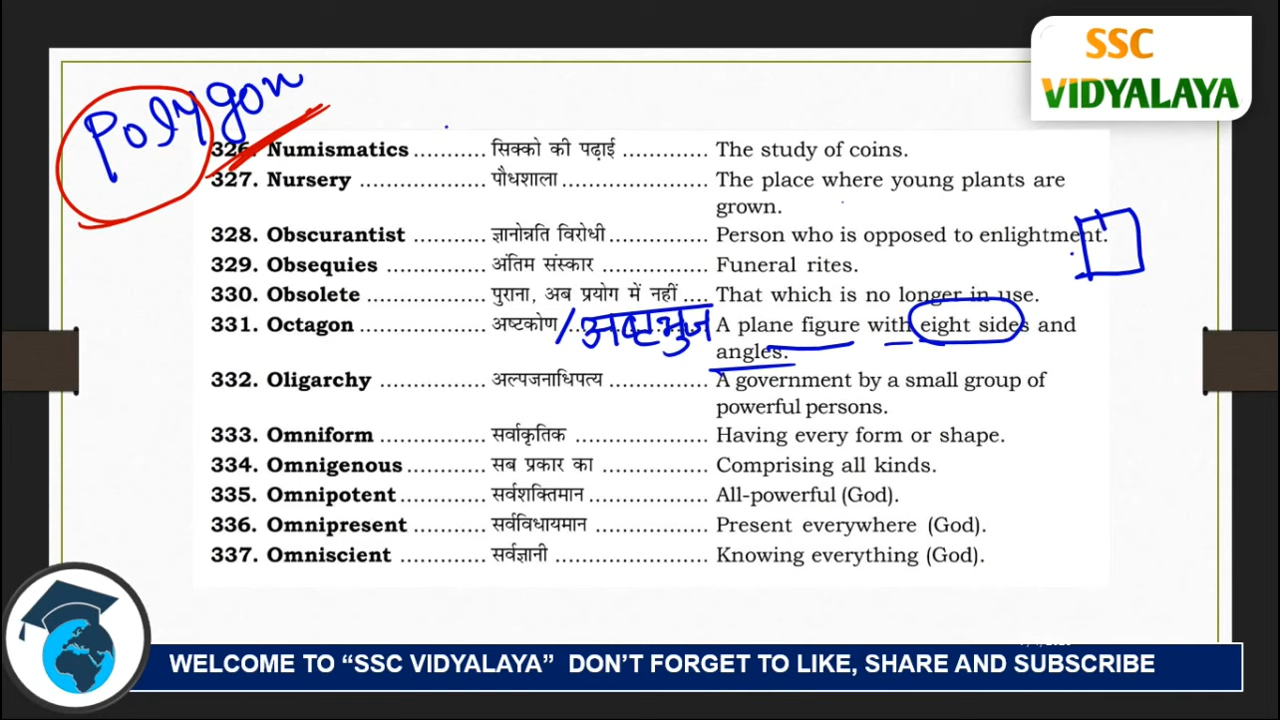 SSC
VIDYALAYA
Polygon
326. Numismatics ........... सिक्को की पढ़ाई ............. The study of coins.
327. Nursery .................. पौधशाला ...................... The place where young plants are
grown.
328. Obscurantist ........... ज्ञानोन्नति विरोधी ............... Person who is opposed to enlightment.
329. Obsequies ............... अंतिम संस्कार .................. Funeral rites.
330. Obsolete ................. पुराना, अब प्रयोग में नहीं .... That which is no longer in use.
331. Octagon .................. अष्टकोण / अष्टभुज A plane figure with eight sides and
angles.
332. Oligarchy ................ अल्पजनाधिपत्य ............... A government by a small group of
powerful persons.
333. Omniform ............... सर्वाकृतिक ..................... Having every form or shape.
334. Omnigenous ........... सब प्रकार का ................. Comprising all kinds.
335. Omnipotent ............ सर्वशक्तिमान .................. All-powerful (God).
336. Omnipresent ........... सर्वविधायमान ................. Present everywhere (God).
337. Omniscient ............ सर्वज्ञानी ....................... Knowing everything (God).
WELCOME TO “SSC VIDYALAYA” DON’T FORGET TO LIKE, SHARE AND SUBSCRIBE